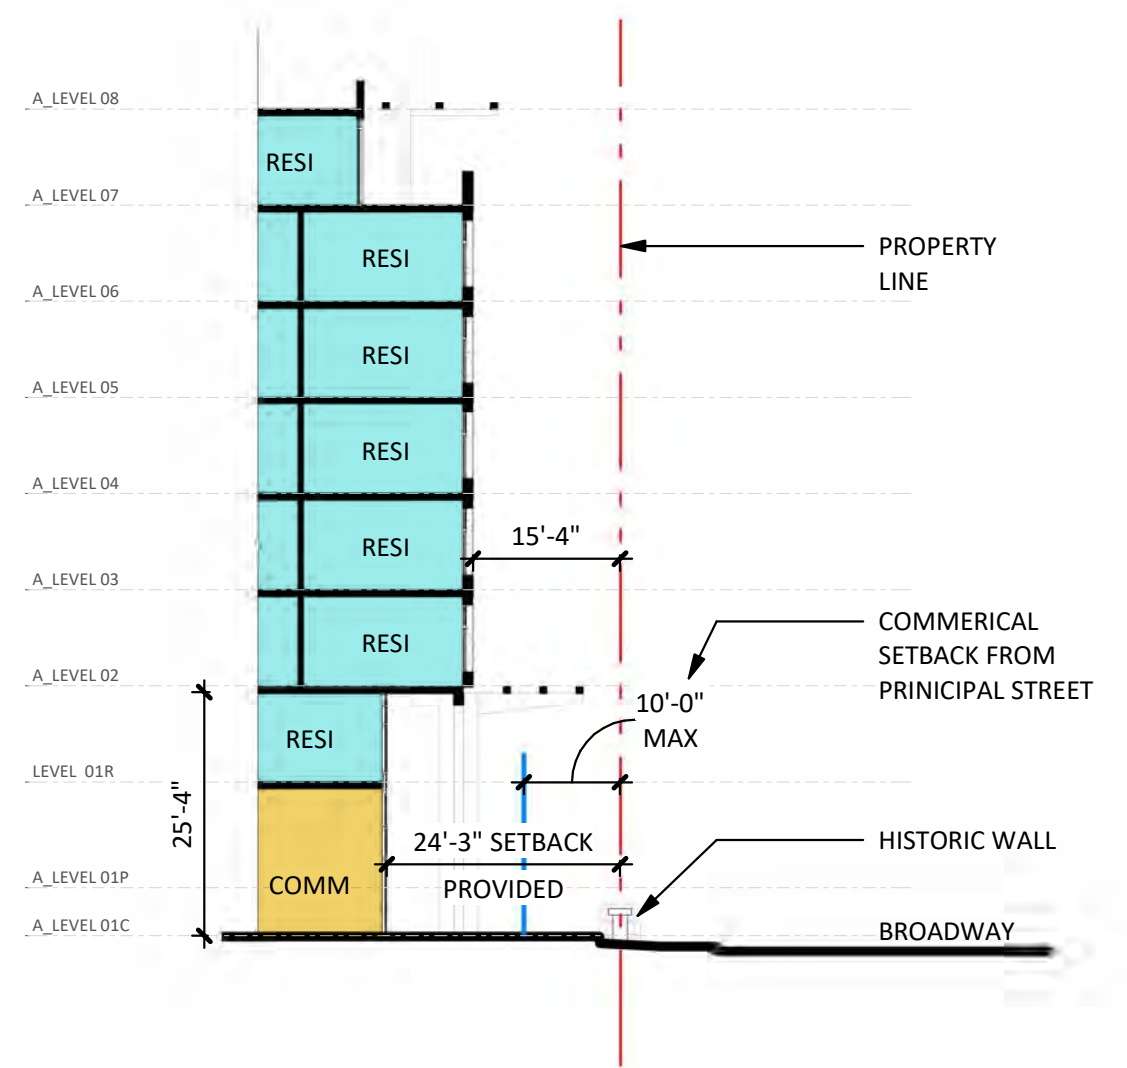 A_LEVEL 08
RESI
A_LEVEL 07
RESI
PROPERTY
LINE
A_LEVEL 06
RESI
A_LEVEL 05
RESI
A_LEVEL 04
RESI
15'-4"
A_LEVEL 03
RESI
COMMERICAL
SETBACK FROM
PRINICIPAL STREET
A_LEVEL 02
10'-0"
MAX
RESI
LEVEL 01R
25'-4"
24'-3" SETBACK
PROVIDED
HISTORIC WALL
A_LEVEL 01P
COMM
A_LEVEL 01C
BROADWAY